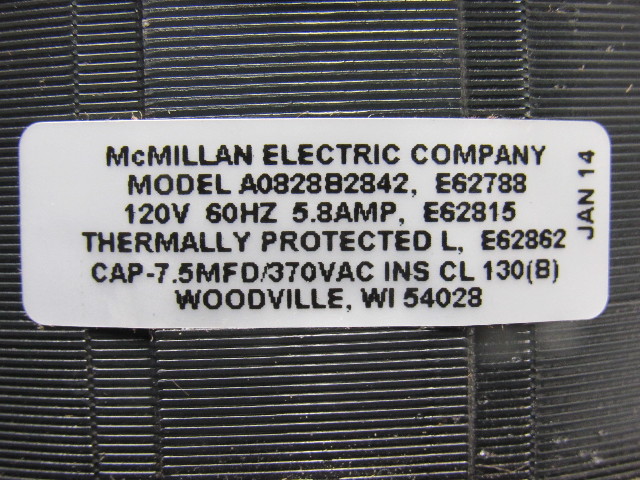 McMILLAN ELECTRIC COMPANY
MODEL A0828B2842, E62788
120V 60HZ 5.8AMP, E62815
THERMALLY PROTECTED L, E62862
CAP-7.5MFD/370VAC INS CL 130(B)
WOODVILLE, WI 54028
JAN 14